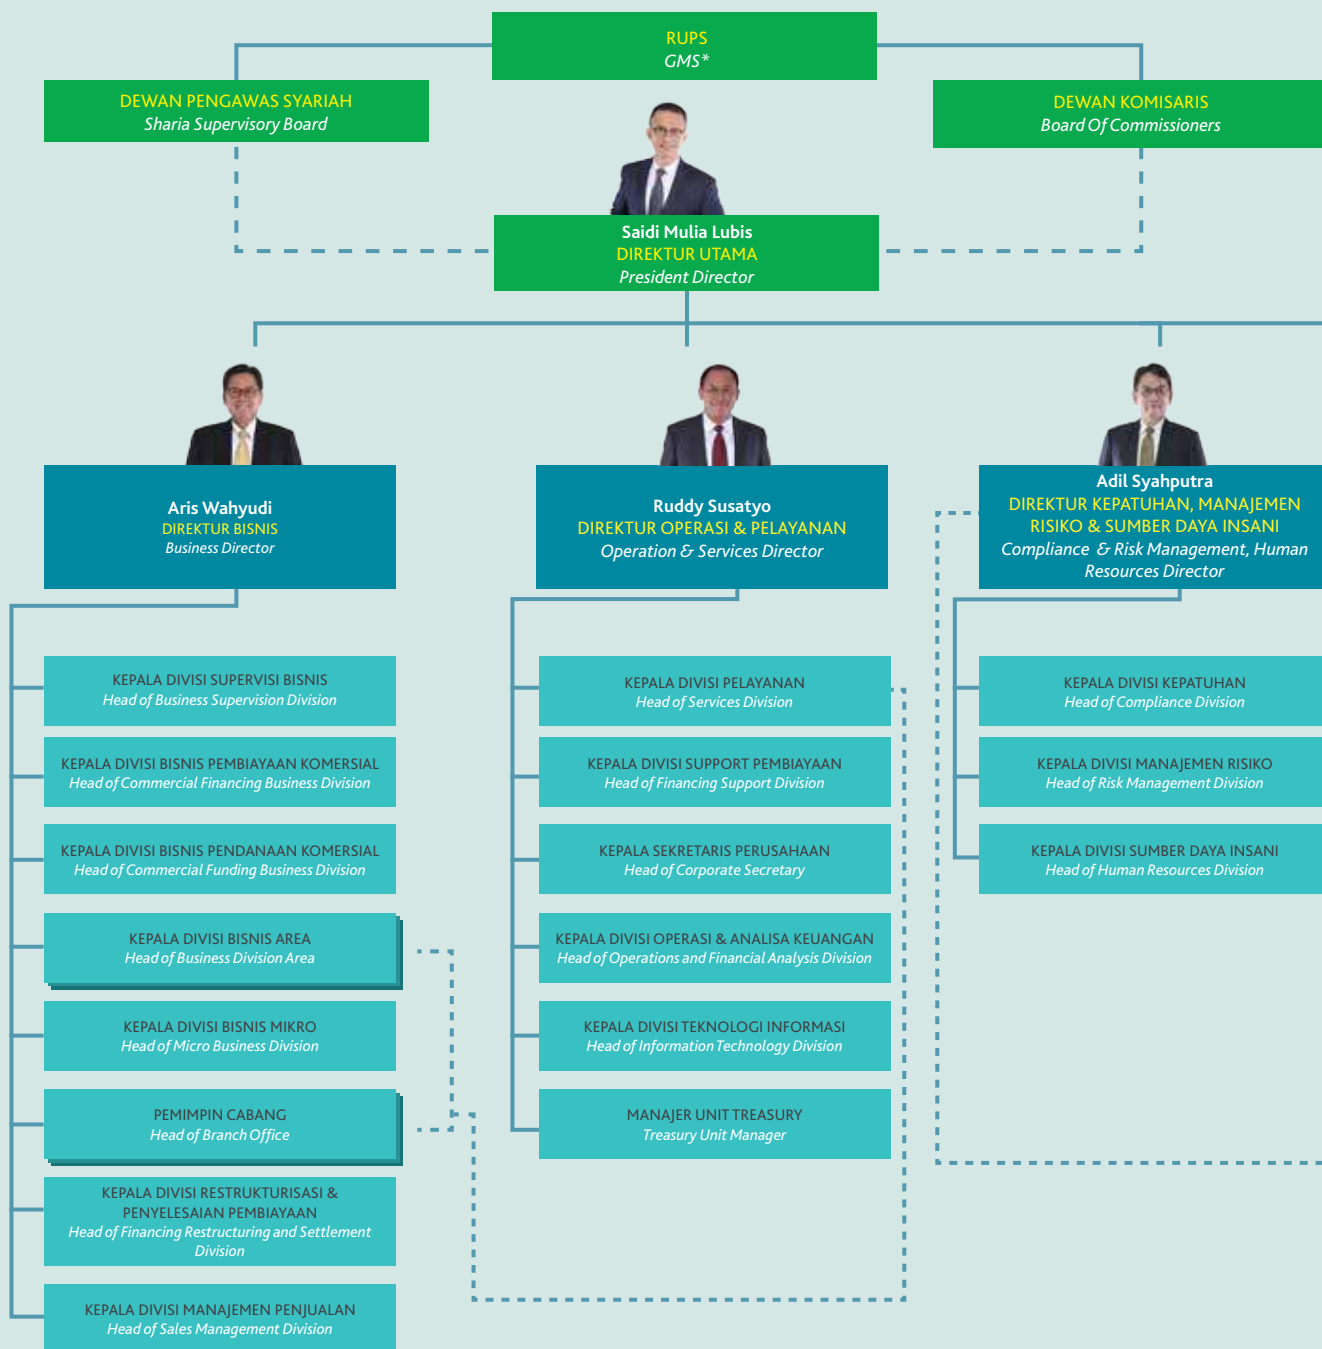 RUPS
GMS*
DEWAN PENGAWAS SYARIAH
Sharia Supervisory Board
DEWAN KOMISARIS
Board Of Commissioners
Saidi Mulia Lubis
DIREKTUR UTAMA
President Director
Aris Wahyudi
DIREKTUR BISNIS
Business Director
Ruddy Susatyo
DIREKTUR OPERASI & PELAYANAN
Operation & Services Director
Adil Syahputra
DIREKTUR KEPATUHAN, MANAJEMEN
RISIKO & SUMBER DAYA INSANI
Compliance & Risk Management, Human
Resources Director
KEPALA DIVISI SUPERVISI BISNIS
Head of Business Supervision Division
KEPALA DIVISI BISNIS PEMBIAYAAN KOMERSIAL
Head of Commercial Financing Business Division
KEPALA DIVISI BISNIS PENDANAAN KOMERSIAL
Head of Commercial Funding Business Division
KEPALA DIVISI BISNIS AREA
Head of Business Division Area
KEPALA DIVISI BISNIS MIKRO
Head of Micro Business Division
PEMIMPIN CABANG
Head of Branch Office
KEPALA DIVISI RESTRUKTURISASI &
PENYELESAIAN PEMBIAYAAN
Head of Financing Restructuring and Settlement
Division
KEPALA DIVISI MANAJEMEN PENJUALAN
Head of Sales Management Division
KEPALA DIVISI PELAYANAN
Head of Services Division
KEPALA DIVISI SUPPORT PEMBIAYAAN
Head of Financing Support Division
KEPALA SEKRETARIS PERUSAHAAN
Head of Corporate Secretary
KEPALA DIVISI OPERASI & ANALISA KEUANGAN
Head of Operations and Financial Analysis Division
KEPALA DIVISI TEKNOLOGI INFORMASI
Head of Information Technology Division
MANAJER UNIT TREASURY
Treasury Unit Manager
KEPALA DIVISI KEPATUHAN
Head of Compliance Division
KEPALA DIVISI MANAJEMEN RISIKO
Head of Risk Management Division
KEPALA DIVISI SUMBER DAYA INSANI
Head of Human Resources Division